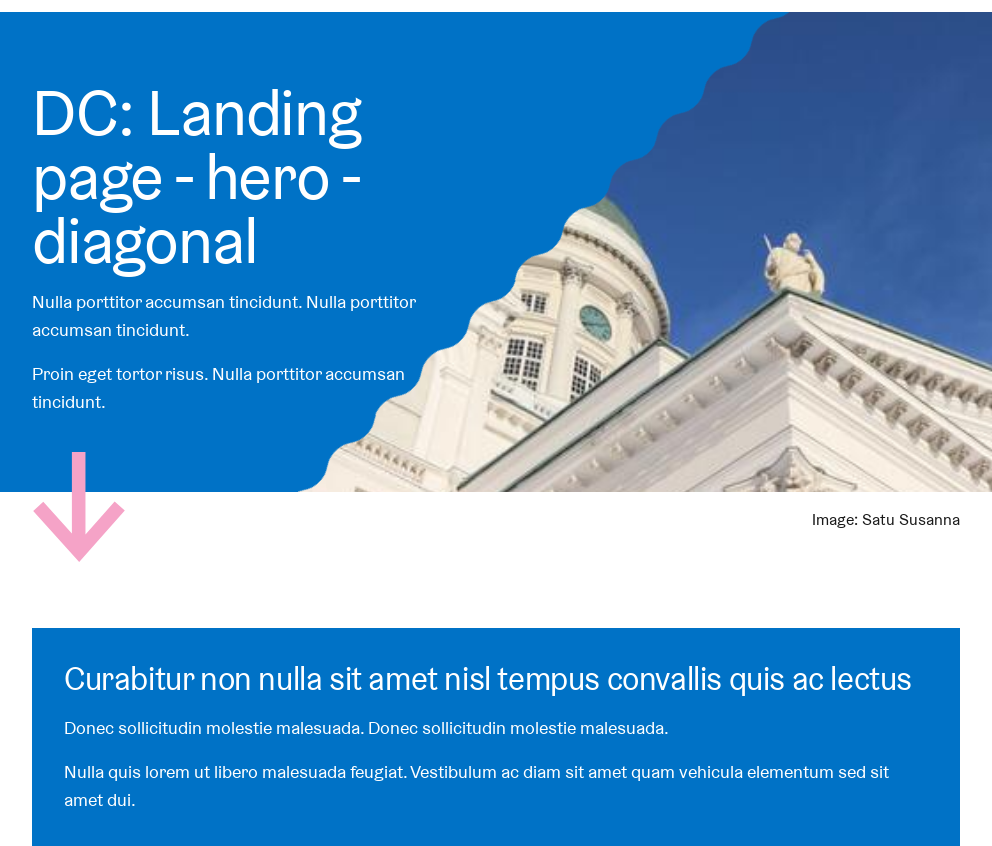 DC: Landing
page - hero -
diagonal
Nulla porttitor accumsan tincidunt. Nulla porttitor
accumsan tincidunt.
Proin eget tortor risus. Nulla porttitor accumsan
tincidunt.
Image: Satu Susanna
Curabitur non nulla sit amet nisl tempus convallis quis ac lectus
Donec sollicitudin molestie malesuada. Donec sollicitudin molestie malesuada.
Nulla quis lorem ut libero malesuada feugiat. Vestibulum ac diam sit amet quam vehicula elementum sed sit
amet dui.